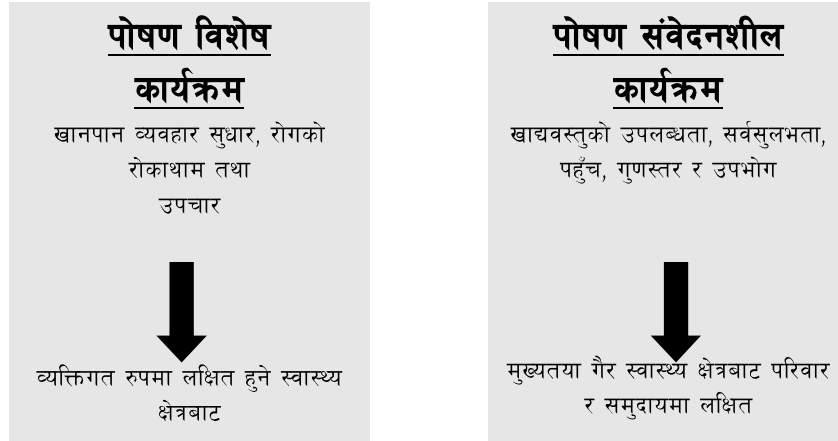 पोषण विशेष
कार्यक्रम
खानपान व्यवहार सुधार, रोगको
रोकाथाम तथा
उपचार
व्यक्तिगत रुपमा लक्षित हुने स्वास्थ्य
क्षेत्रबाट
पोषण संवेदनशील
कार्यक्रम
खाद्यवस्तुको उपलब्धता, सर्वसुलभता,
पहुँच, गुणस्तर र उपभोग
मुख्यतया गैर स्वास्थ्य क्षेत्रबाट परिवार
र समुदायमा लक्षित